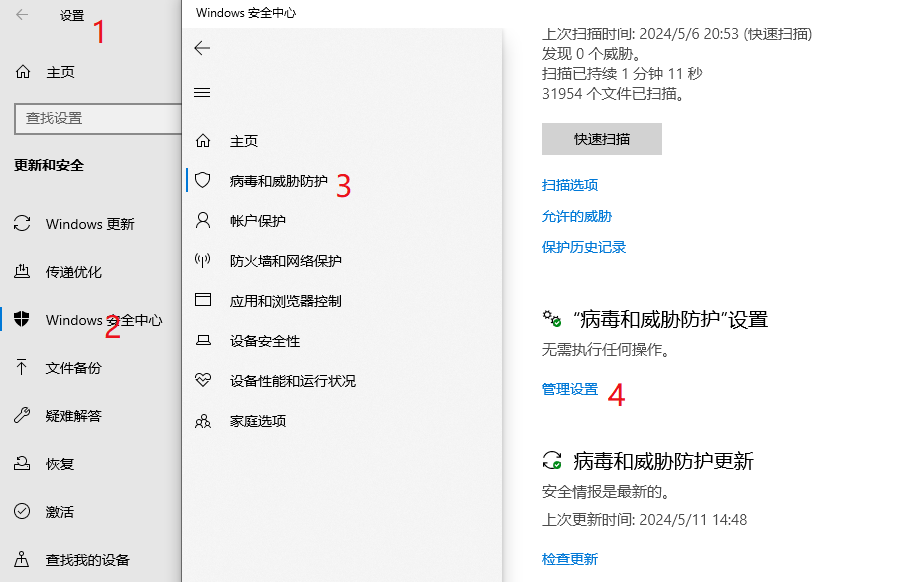 设置
1
主页
查找设置
更新和安全
Windows 更新
传递优化
Windows 安全中心
2
文件备份
疑难解答
恢复
激活
查找我的设备
Windows 安全中心
主页
病毒和威胁防护
3
帐户保护
防火墙和网络保护
应用和浏览器控制
设备安全性
设备性能和运行状况
家庭选项
上次扫描时间: 2024/5/6 20:53 (快速扫描)
发现 0 个威胁。
扫描已持续 1 分钟 11 秒
31954 个文件已扫描。
快速扫描
扫描选项
允许的威胁
保护历史记录
“病毒和威胁防护”设置
无需执行任何操作。
管理设置
4
病毒和威胁防护更新
安全情报是最新的。
上次更新时间: 2024/5/11 14:48
检查更新